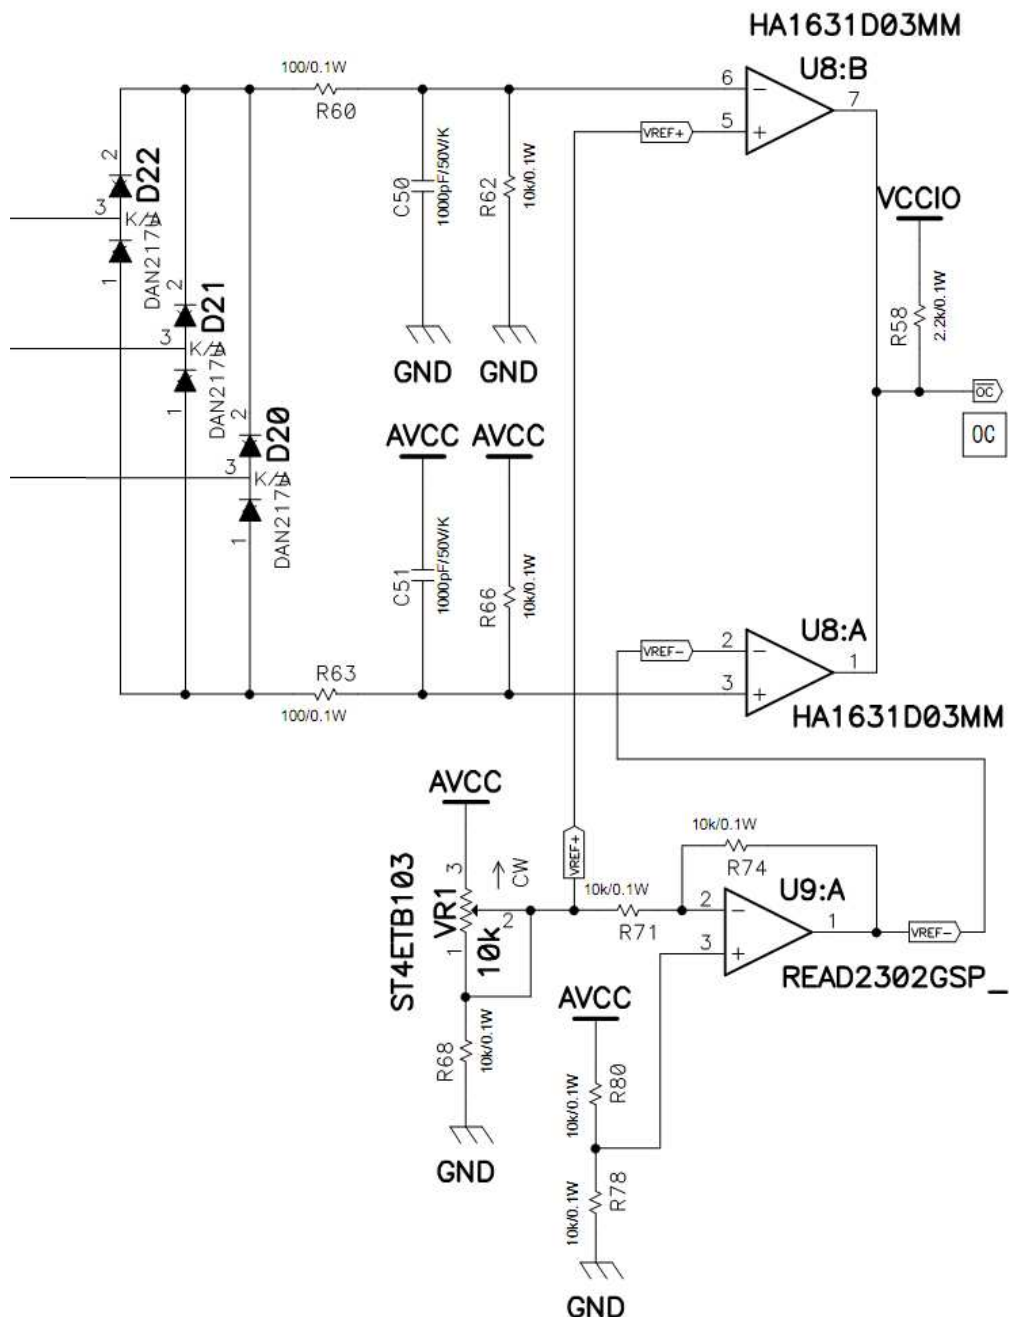 HA1631D03MM
U8:B
100/0.1W
R60
6
7
5
VREF+
2
D22
3
K/A
1
DAN217U
C50
1000pF/50V/K
R62
10k/0.1W
VCCIO
R58
2.2k/0.1W
GND
GND
2
D21
3
K/A
1
DAN217U
OC
OC
AVCC
AVCC
2
D20
3
K/A
1
DAN217U
C51
1000pF/50V/K
R66
10k/0.1W
U8:A
VREF-
2
1
3
R63
100/0.1W
HA1631D03MM
AVCC
VREF+
10k/0.1W
R74
ST4ETB103
VR1
10k
3
CW
2
1
10k/0.1W
R71
U9:A
2
1
3
VREF-
READ2302GSP_
R68
10k/0.1W
AVCC
R80
10k/0.1W
GND
R78
10k/0.1W
GND